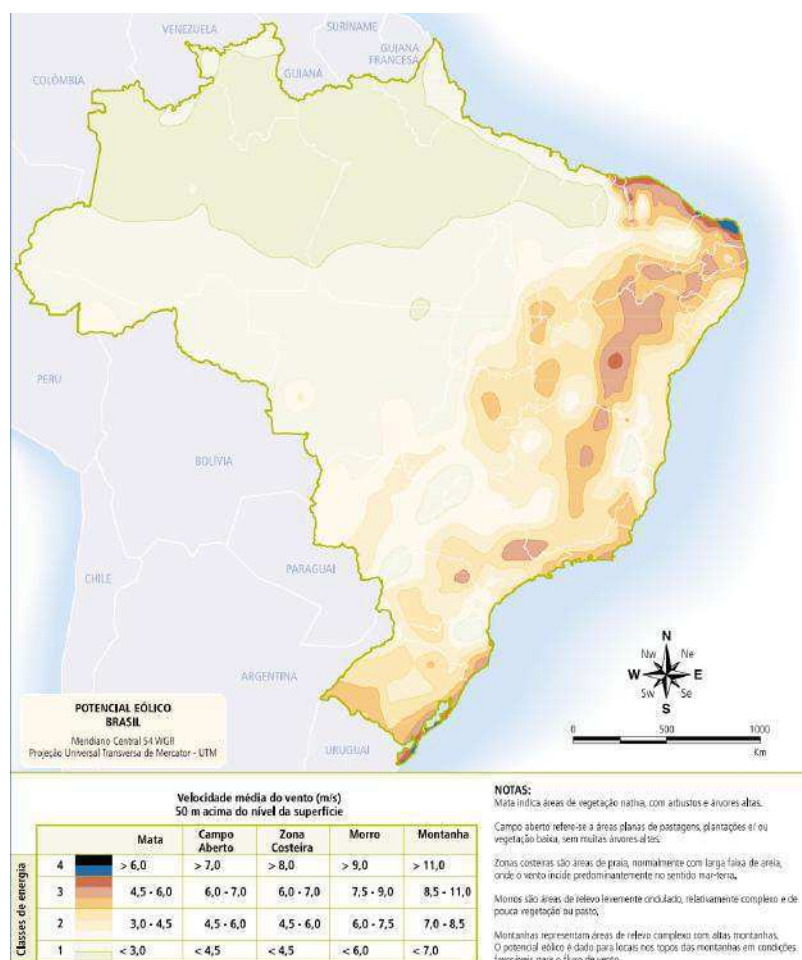 VENEZUELA
SURINAME
GUIANA
FRANCESA
GUIANA
COLÔMBIA
PERU
BOLÍVIA
PARAGUAI
CHILE
ARGENTINA
URUGUAI
N
Nw Ne
W E
Sw Se
S
0 500 1000
Km
POTENCIAL EÓLICO
BRASIL
Meridiano Central 54 WGR
Projeção Universal Transversa de Mercator - UTM
Velocidade média do vento (m/s)
50 m acima do nível da superfície
Mata Campo Aberto Zona Costeira Morro Montanha
Classes de energia
4 > 6,0 > 7,0 > 8,0 > 9,0 > 11,0
3 4,5 - 6,0 6,0 - 7,0 6,0 - 7,0 7,5 - 9,0 8,5 - 11,0
2 3,0 - 4,5 4,5 - 6,0 4,5 - 6,0 6,0 - 7,5 7,0 - 8,5
1 < 3,0 < 4,5 < 4,5 < 6,0 < 7,0
NOTAS:
Mata indica áreas de vegetação nativa, com arbustos e árvores altas.
Campo aberto refere-se a áreas planas de pastagens, plantações e/ ou
vegetação baixa, sem muitas árvores altas.
Zonas costeiras são áreas de praia, normalmente com larga faixa de areia,
onde o vento incide predominantemente no sentido mar-terra.
Morros são áreas de relevo levemente ondulado, relativamente complexo e de
pouca vegetação ou pasto.
Montanhas representam áreas de relevo complexo com altas montanhas.
O potencial eólico é dado para locais nos topos das montanhas em condições
favoráveis para o fluxo de vento.